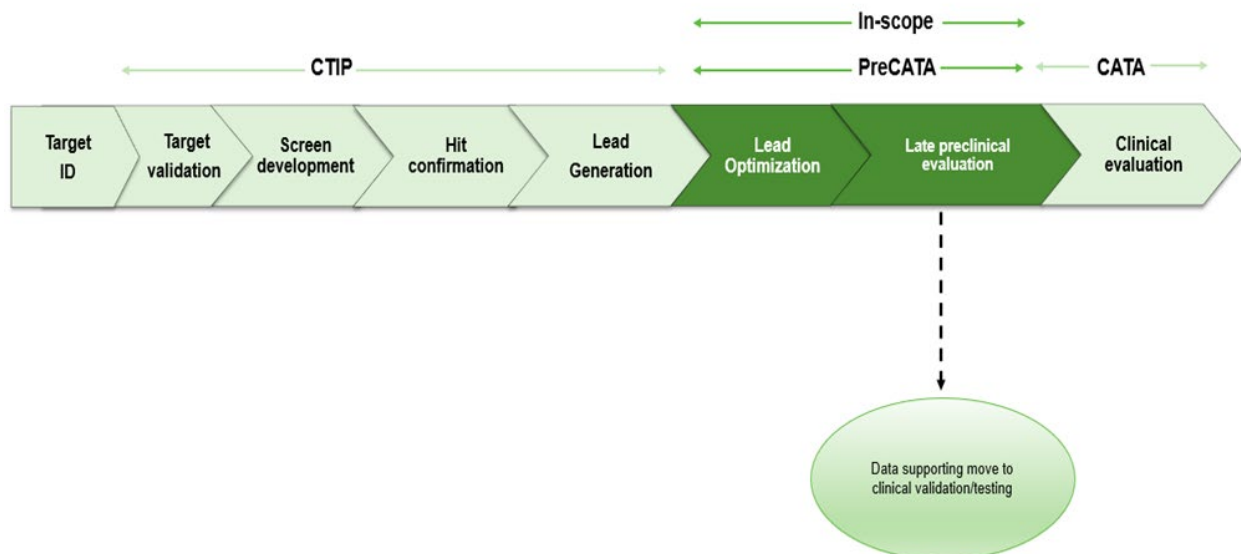 In-scope
CTIP
PreCATA
CATA
Target
ID
Target
validation
Screen
development
Hit
confirmation
Lead
Generation
Lead
Optimization
Late preclinical
evaluation
Clinical
evaluation
Data supporting move to
clinical validation/testing